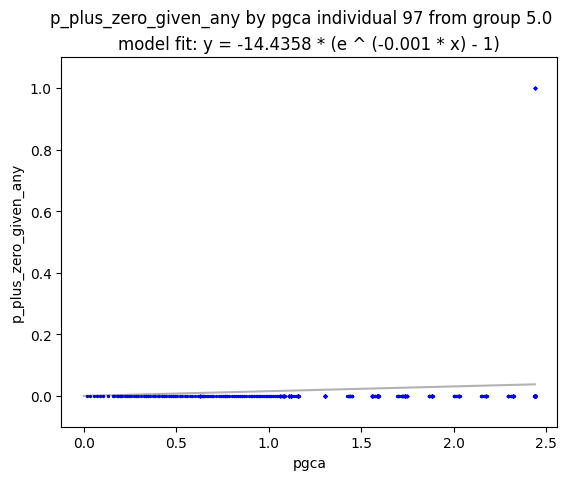 p_plus_zero_given_any by pgca individual 97 from group 5.0
model fit: y = -14.4358 * (e ^ (-0.001 * x) - 1)
1.0
0.8
0.6
0.4
0.2
0.0
p_plus_zero_given_any
0.0 0.5 1.0 1.5 2.0 2.5
pgca